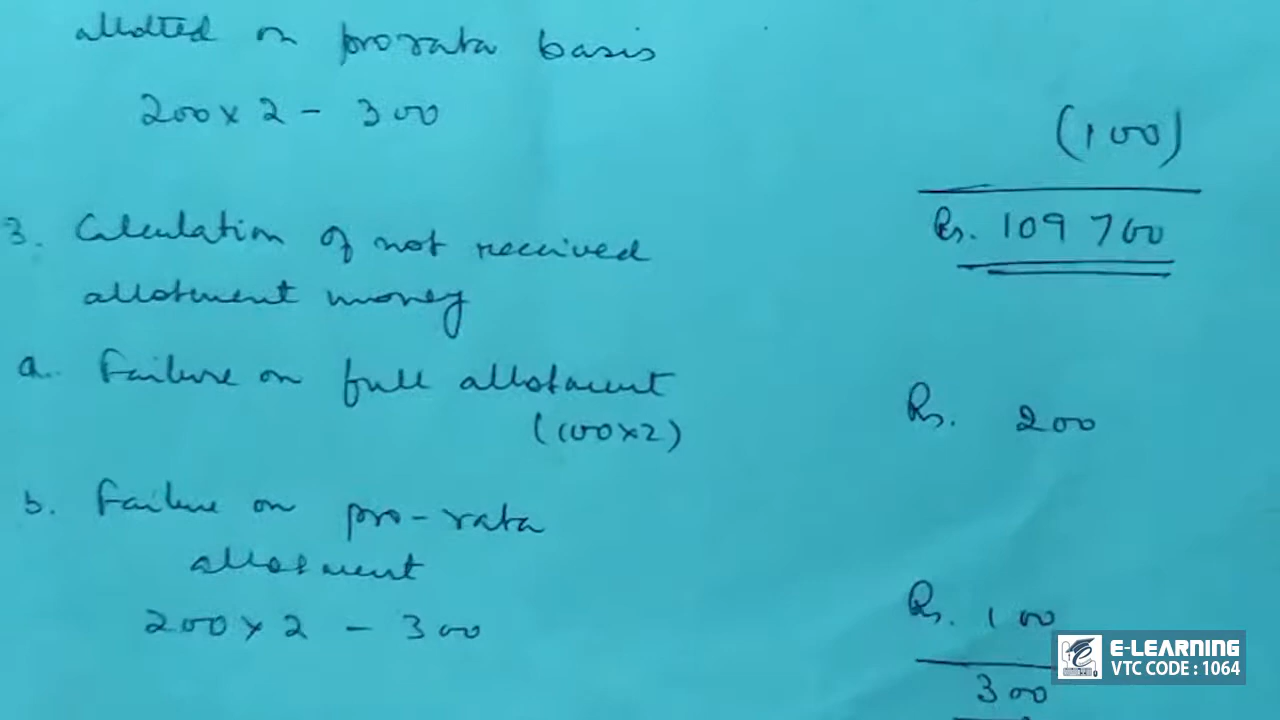 allotted on prorata basis
200 x 2 - 300
(100)
Rs. 109 700
3. Calculation of not received
allotment money
a. Failure on full allotment
(100x2)
Rs. 200
b. Failure on pro-rata
allotment
200 x 2 - 300
Rs. 100
300
E-LEARNING
VTC CODE : 1064